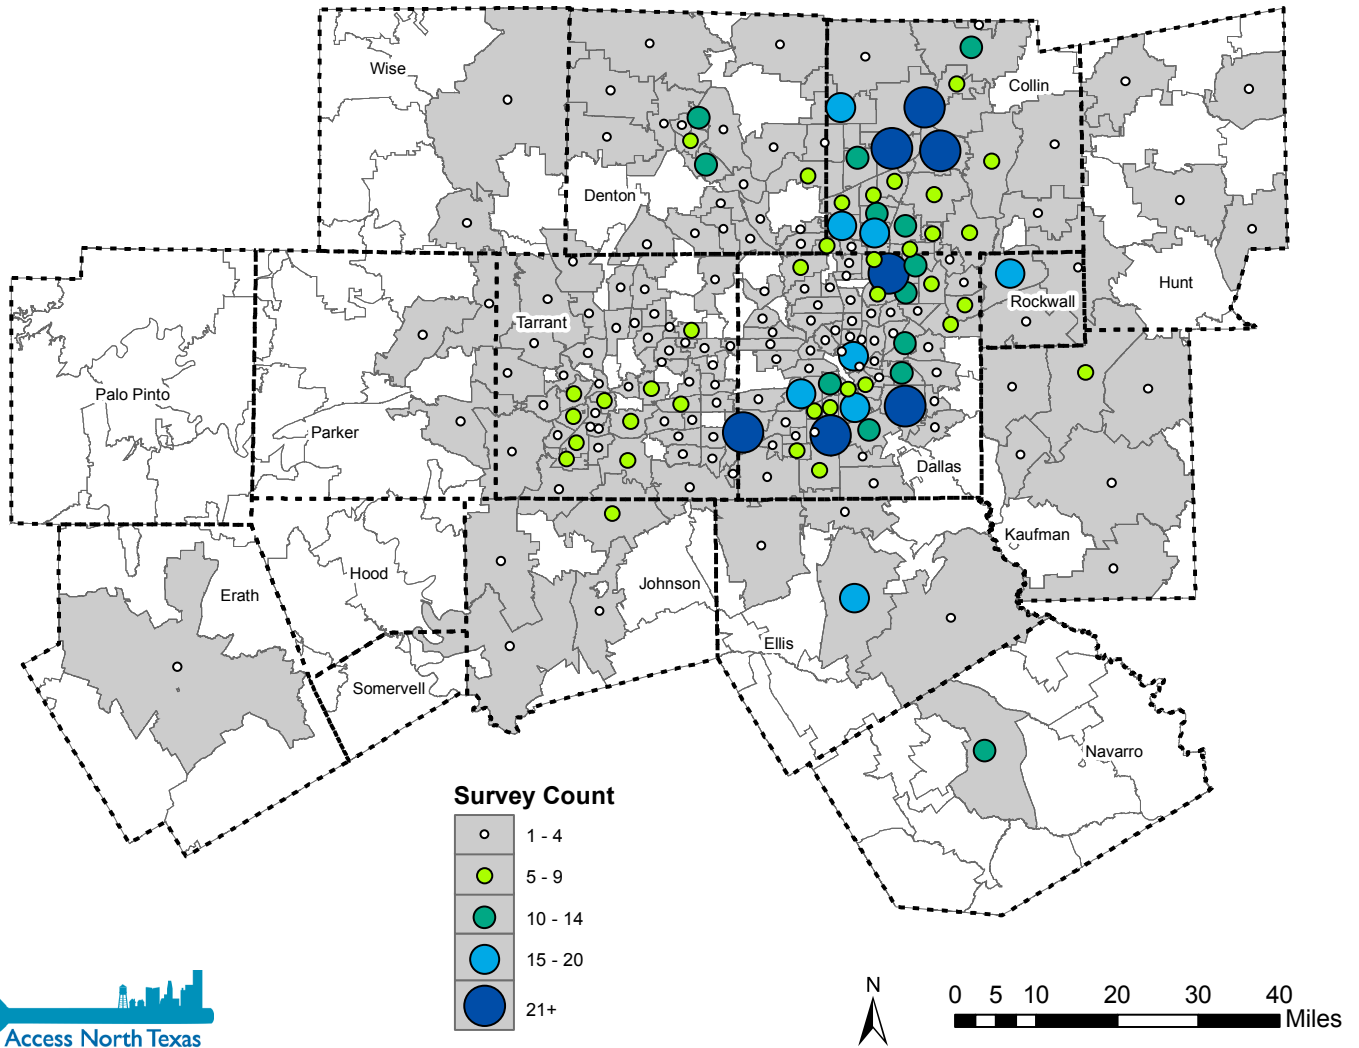 Wise
Collin
Denton
Hunt
Rockwall
Tarrant
Palo Pinto
Parker
Dallas
Kaufman
Hood
Johnson
Erath
Ellis
Somervell
Navarro
Survey Count
1 - 4
5 - 9
10 - 14
15 - 20
21+
N
0 5 10 20 30 40
Miles
Access North Texas